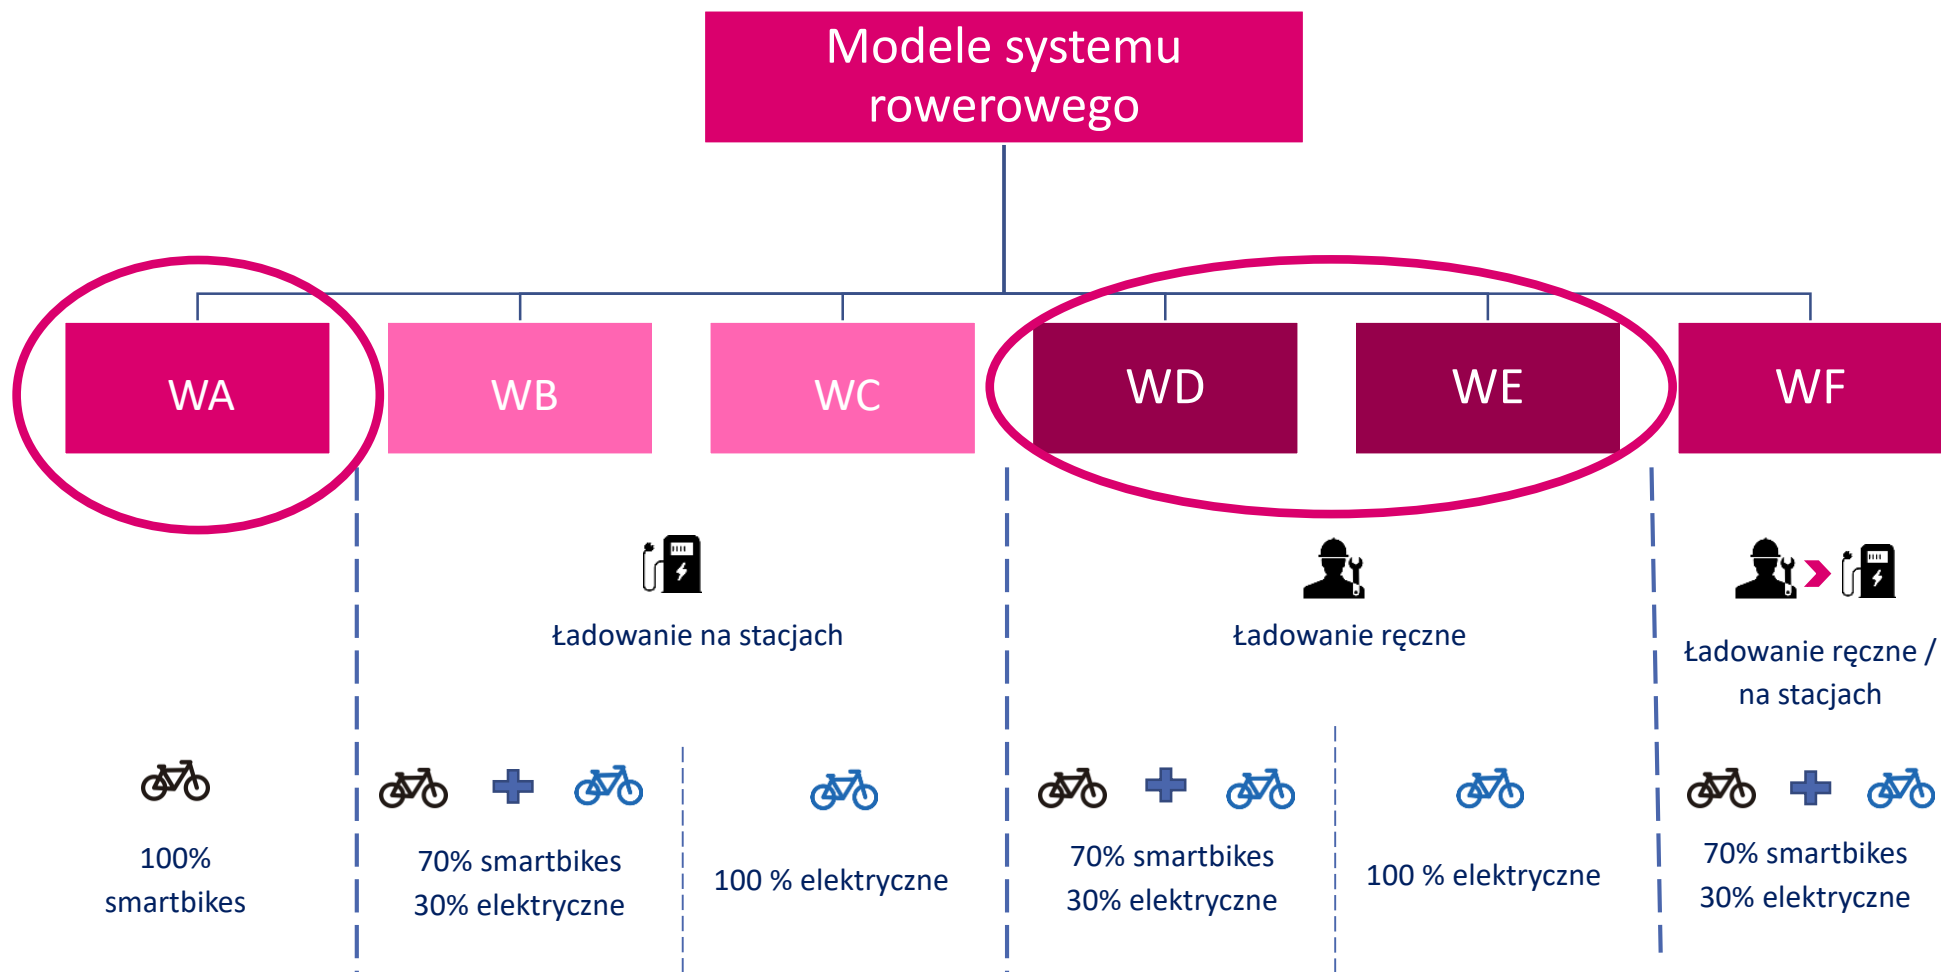 Modele systemu
rowerowego
WA
WB
WC
WD
WE
WF
Ładowanie na stacjach
Ładowanie ręczne
Ładowanie ręczne /
na stacjach
100%
smartbikes
70% smartbikes
30% elektryczne
100 % elektryczne
70% smartbikes
30% elektryczne
100 % elektryczne
70% smartbikes
30% elektryczne